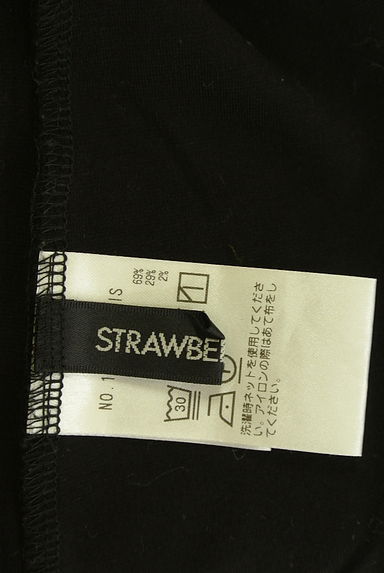 STRAWBE
NO. 1
IS
69%
29%
2%
30
洗濯時ネットを使用してくださ
い。アイロンの際はあて布をし
てください。